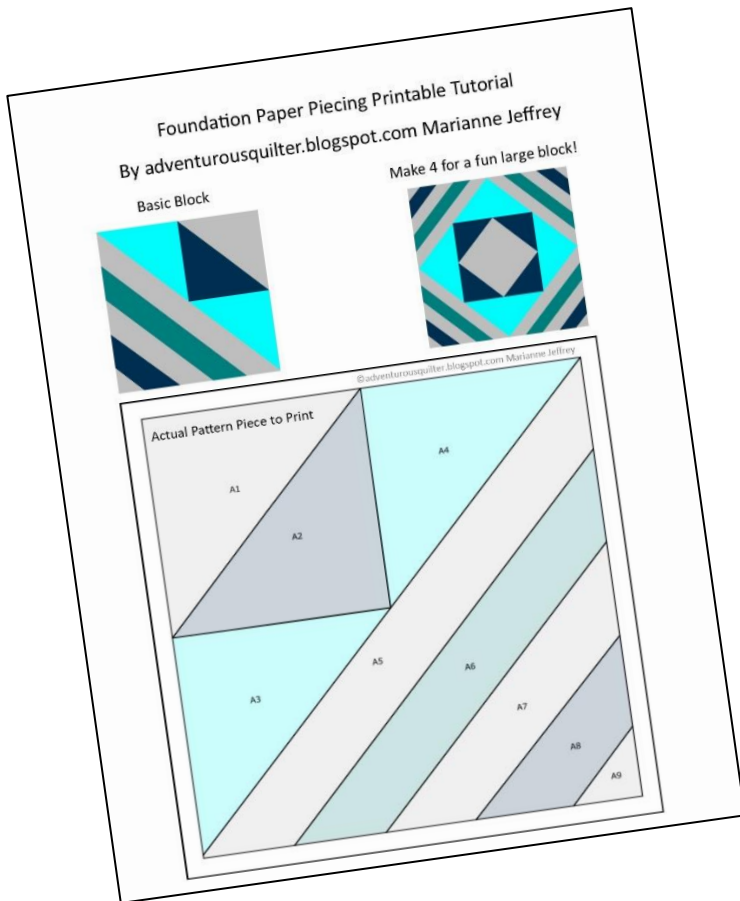 Foundation Paper Piecing Printable Tutorial
By adventurousquilter.blogspot.com Marianne Jeffrey
Make 4 for a fun large block!
Basic Block
©adventurousquilter.blogspot.com Marianne Jeffrey
Actual Pattern Piece to Print
A4
A1
A2
A5
A6
A3
A7
A8
A9